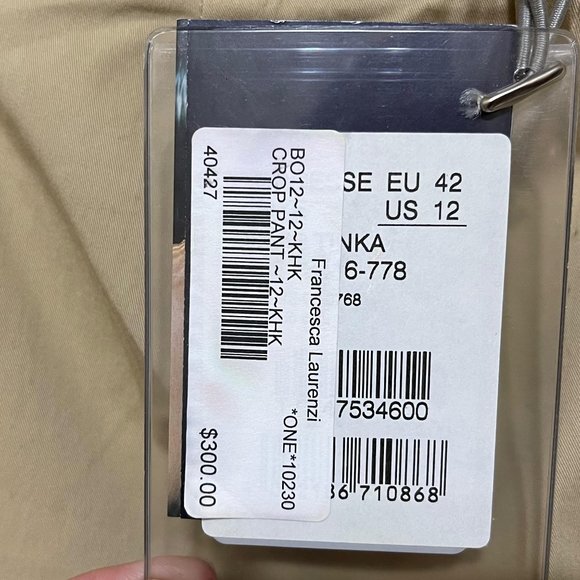 Francesca Laurenzi
*ONE*10230
BO12~12~KHK
CROP PANT ~12~KHK
40427
$300.00
SE EU 42
US 12
NKA
6-778
768
7534600
86 710868